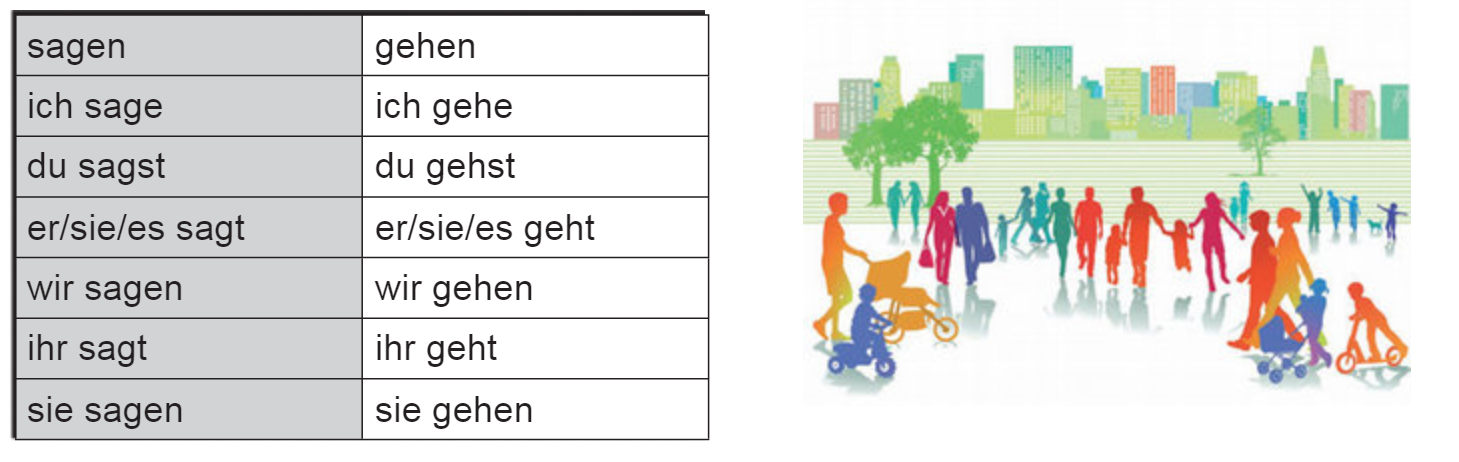 sagen gehen
ich sage ich gehe
du sagst du gehst
er/sie/es sagt er/sie/es geht
wir sagen wir gehen
ihr sagt ihr geht
sie sagen sie gehen